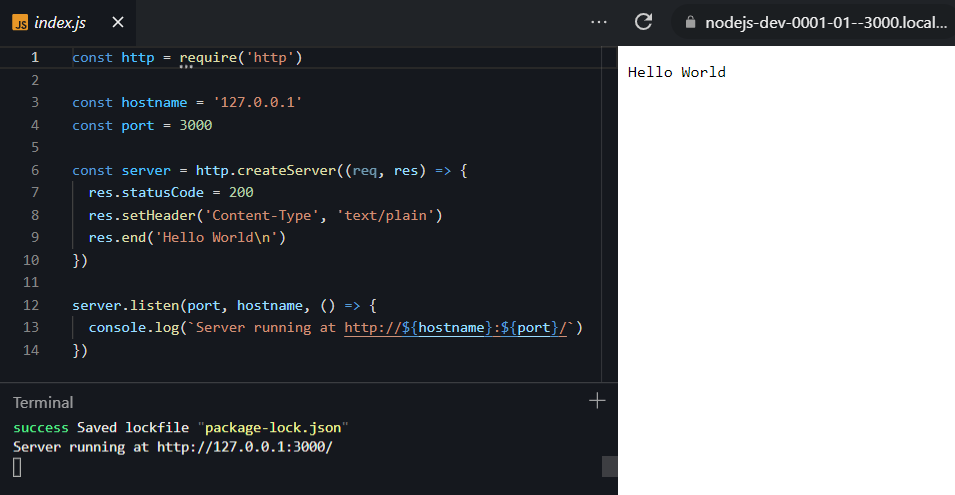 JS index.js
nodejs-dev-0001-01--3000.local...
1 const http = require('http')
2
3 const hostname = '127.0.0.1'
4 const port = 3000
5
6 const server = http.createServer((req, res) => {
7   res.statusCode = 200
8   res.setHeader('Content-Type', 'text/plain')
9   res.end('Hello World\n')
10 })
11
12 server.listen(port, hostname, () => {
13   console.log(`Server running at http://${hostname}:${port}/`)
14 })
Terminal
success Saved lockfile "package-lock.json"
Server running at http://127.0.0.1:3000/
Hello World